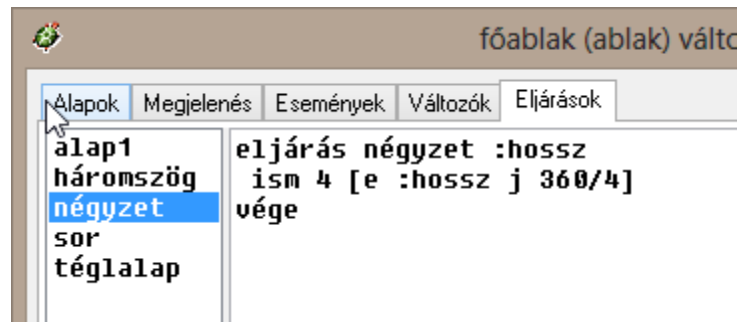 főablak (ablak)
Alapok Megjelenés Események Változók Eljárások
alap1
háromszög
négyzet
sor
téglalap
eljárás négyzet :hossz
ism 4 [e :hossz j 360/4]
vége